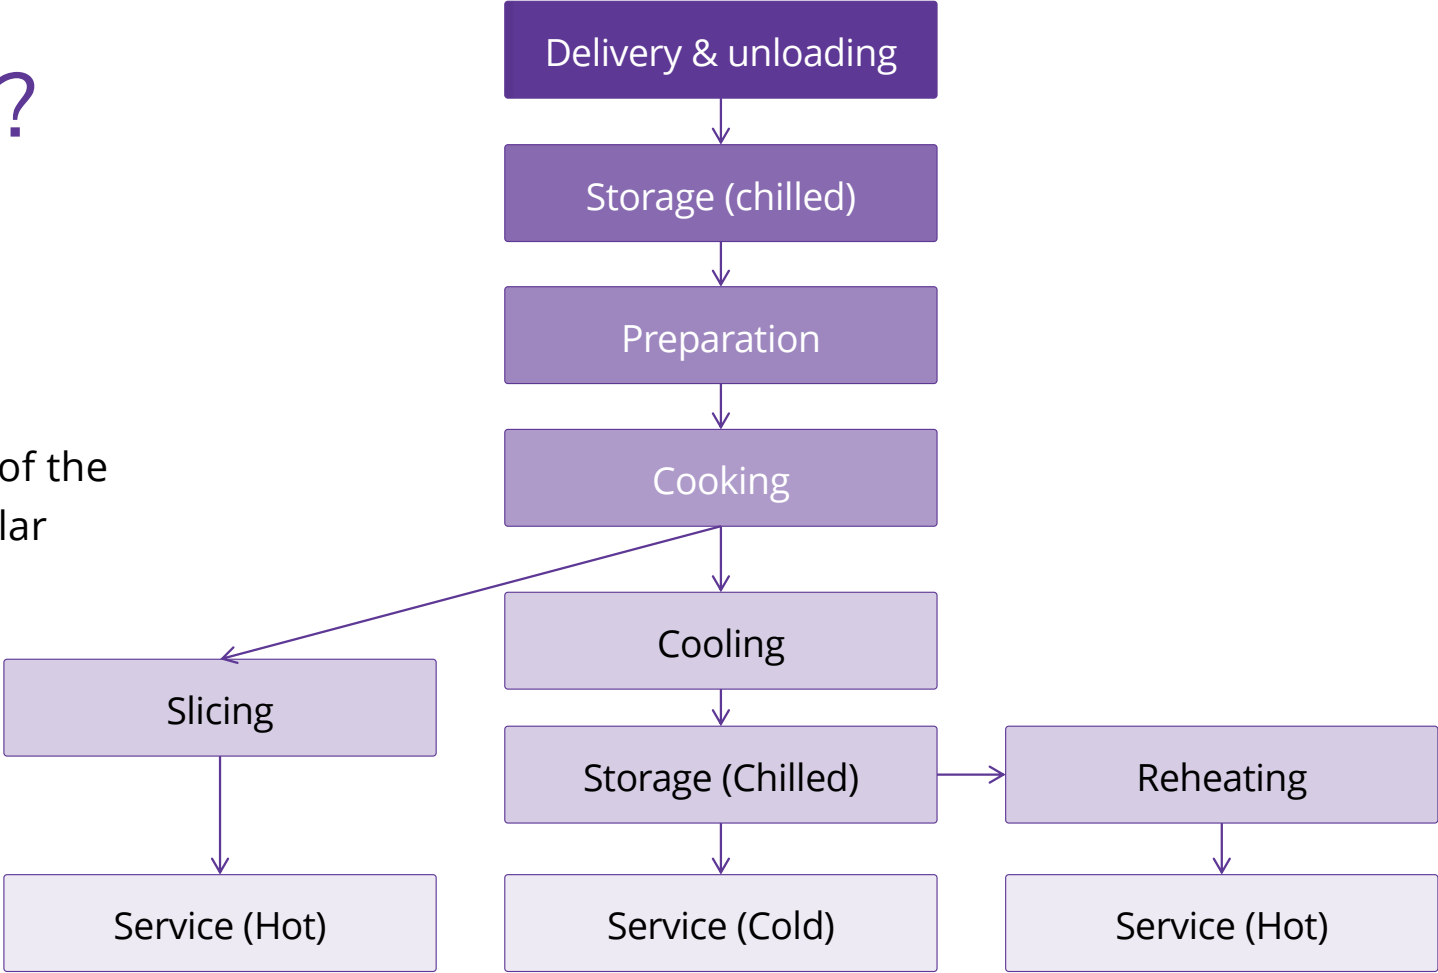 ?
of the
lar
Delivery & unloading
Storage (chilled)
Preparation
Cooking
Cooling
Slicing
Storage (Chilled)
Reheating
Service (Hot)
Service (Cold)
Service (Hot)